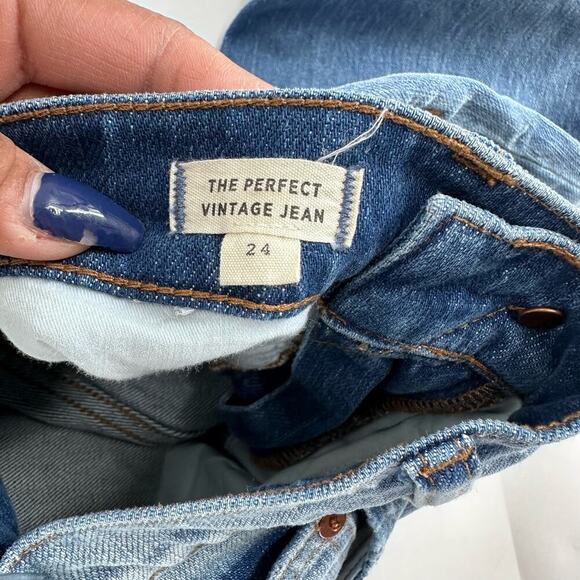 THE PERFECT
VINTAGE JEAN
24